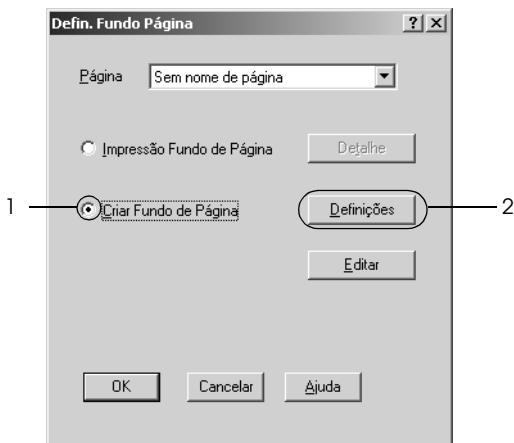 Defin. Fundo Página
Página Sem nome de página
Impressão Fundo de Página Detalhe
1 Criar Fundo de Página Definições 2
Editar
OK Cancelar Ajuda